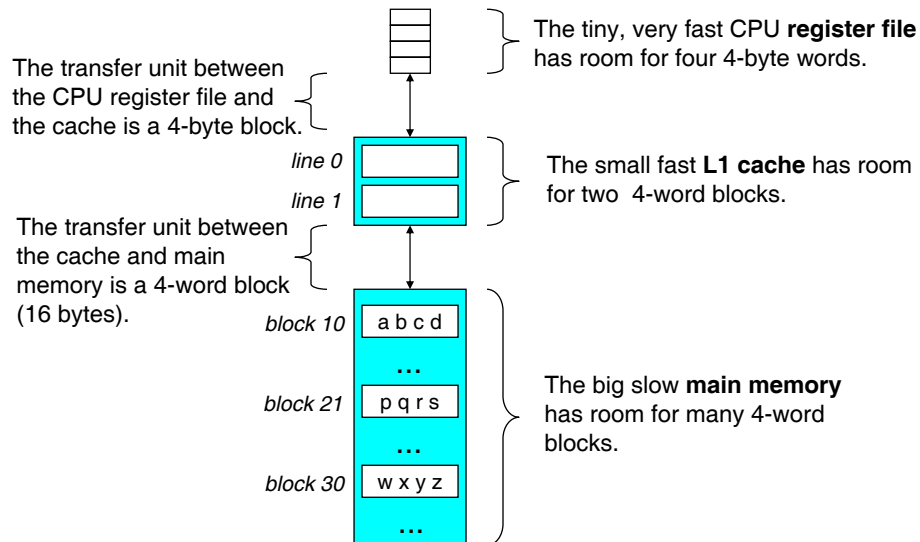 The tiny, very fast CPU register file
has room for four 4-byte words.
The transfer unit between
the CPU register file and
the cache is a 4-byte block.
line 0
line 1
The small fast L1 cache has room
for two 4-word blocks.
The transfer unit between
the cache and main
memory is a 4-word block
(16 bytes).
block 10
a b c d
...
block 21
p q r s
...
block 30
w x y z
...
The big slow main memory
has room for many 4-word
blocks.